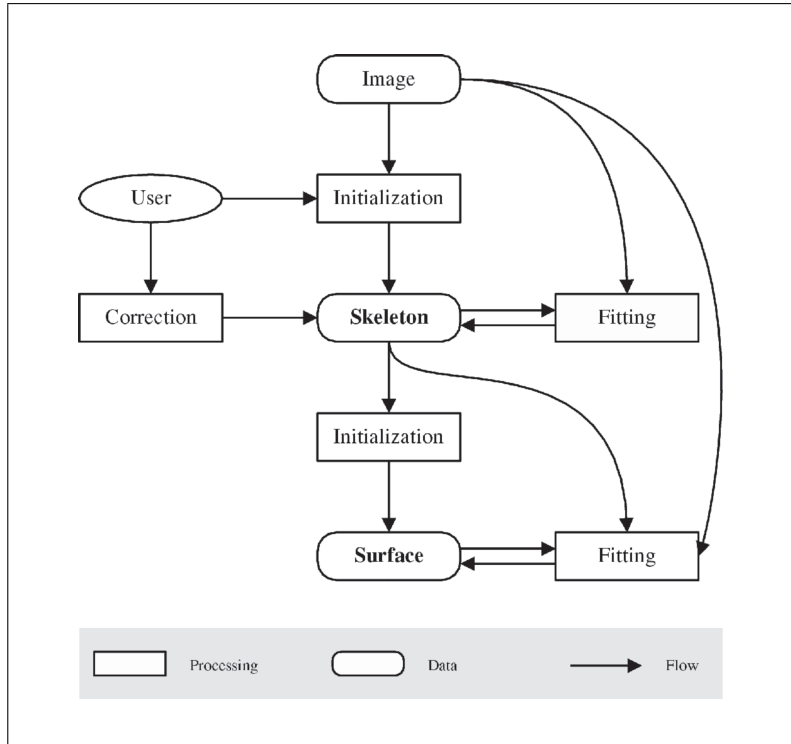 Image
User
Initialization
Correction
Skeleton
Fitting
Initialization
Surface
Fitting
Processing
Data
Flow